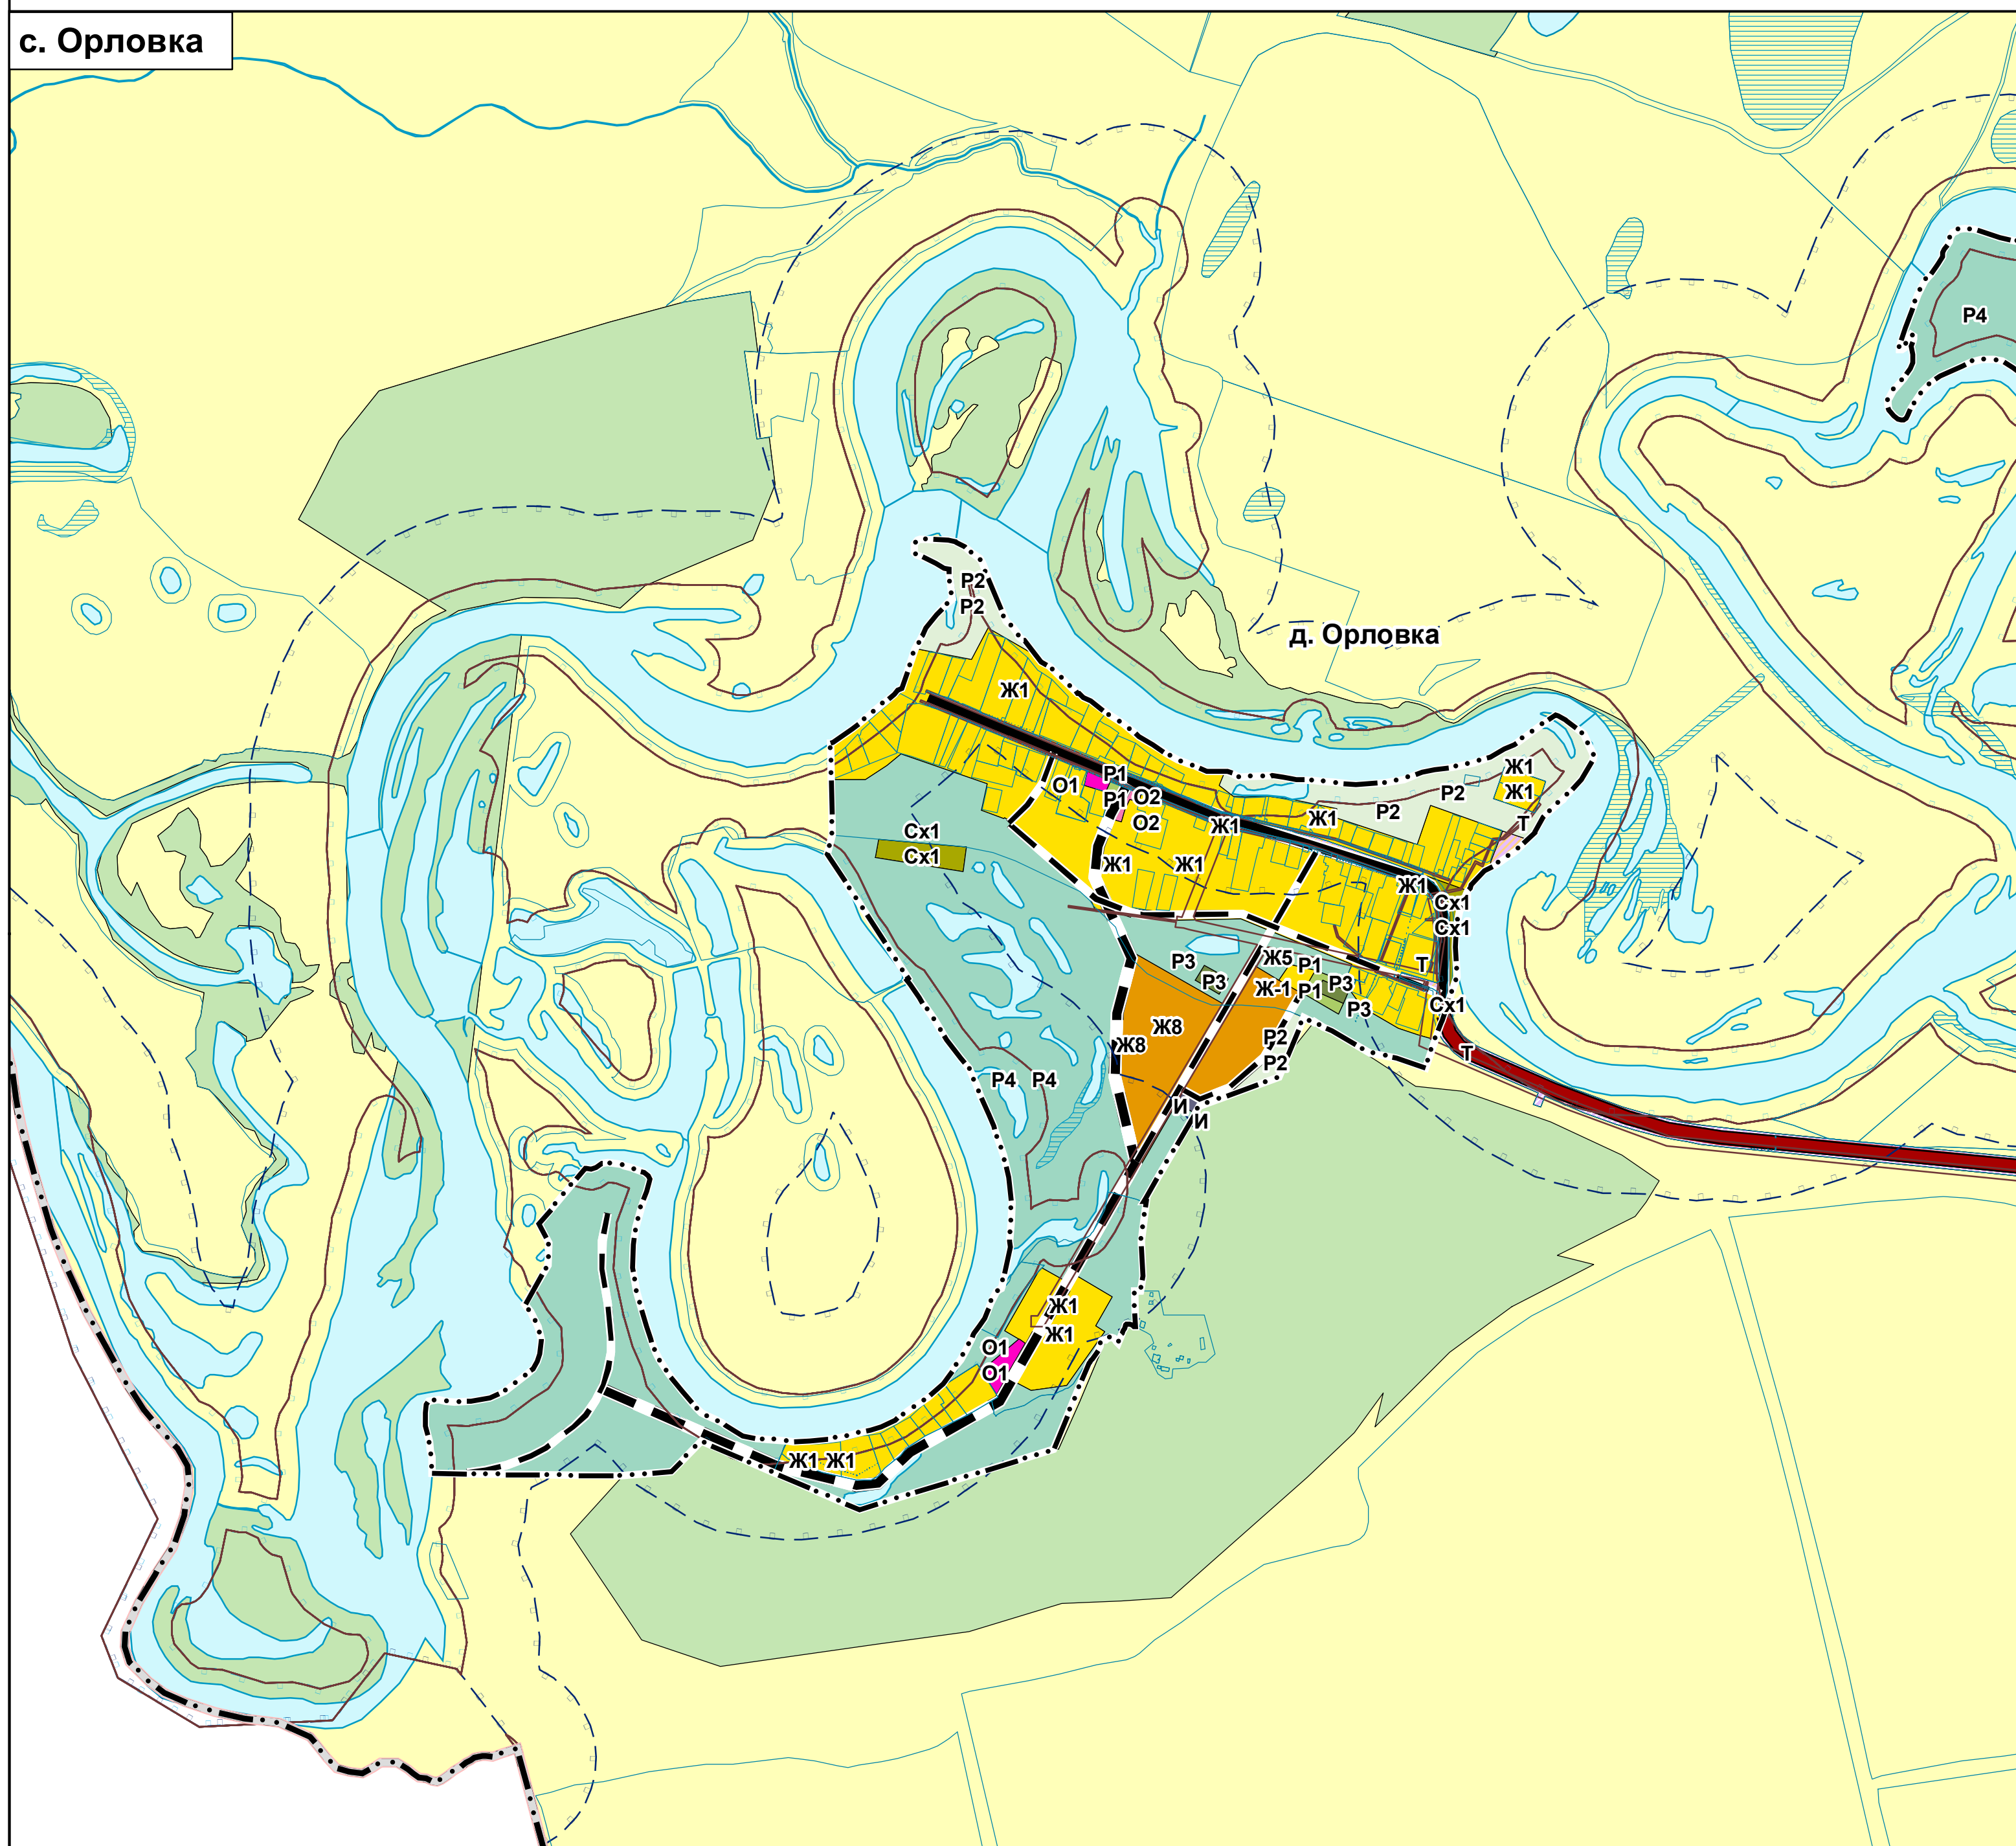 с. Орловка
Р4
Р2
Р2
д. Орловка
Ж1
Ж1
Ж1
Р1
О1
Р1
О2
О2
Р2
Р2
Ж1
Ж1
Т
Сх1
Сх1
Ж1
Ж1
Ж1
Сх1
Сх1
Р3
Р3
Ж5
Ж-1
Р1
Р1
Р3
Р3
Т
Сх1
Ж8
Ж8
Р2
Р2
Т
Р4
Р4
И
И
Ж1
Ж1
О1
О1
Ж1
Ж1